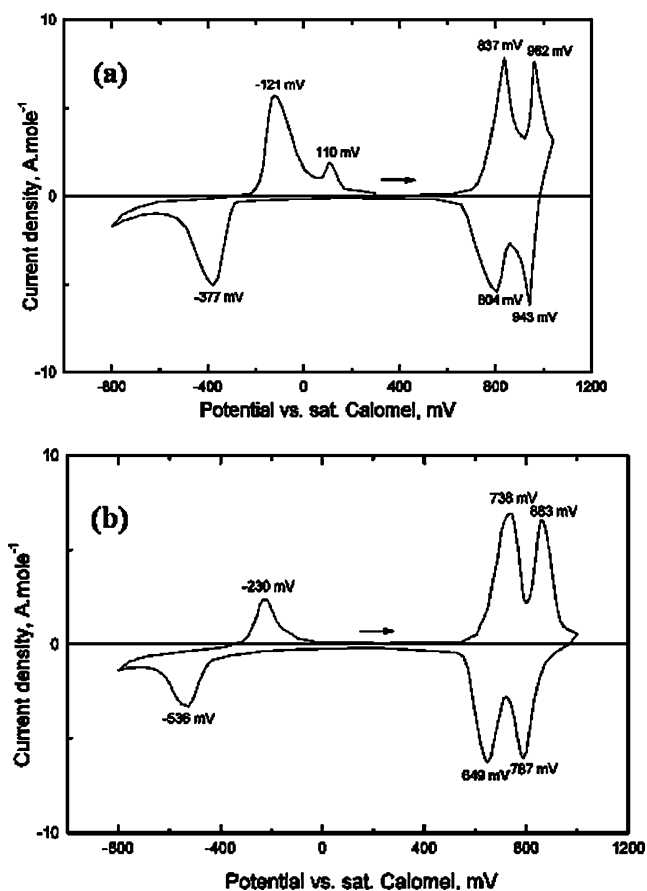 (a)
837 mV
962 mV
-121 mV
110 mV
-377 mV
804 mV
943 mV
10
0
-10
Current density, A.mole-1
-800 -400 0 400 800 1200
Potential vs. sat. Calomel, mV
(b)
738 mV
883 mV
-230 mV
-536 mV
649 mV
787 mV
10
0
-10
Current density, A.mole-1
-800 -400 0 400 800 1200
Potential vs. sat. Calomel, mV